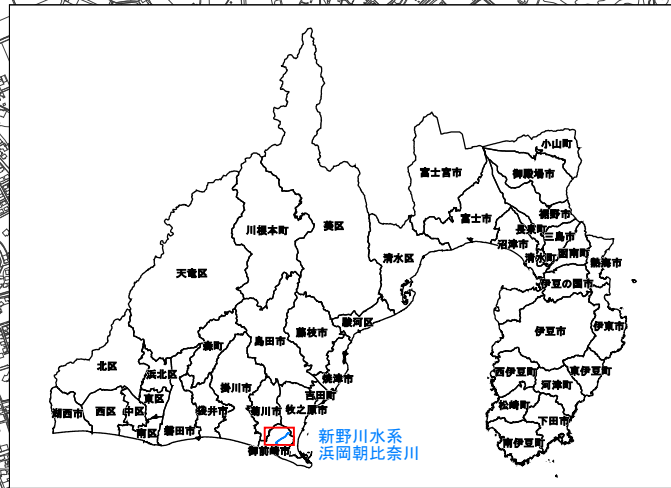 小山町
御殿場市
富士宮市
裾野市
富士市
長泉町
三島市
沼津市
函南町
清水町
熱海市
伊豆の国市
川根本町
葵区
清水区
天竜区
駿河区
伊豆市
伊東市
藤枝市
島田市
森町
焼津市
北区
浜北区
西伊豆町
東伊豆町
掛川市
河津町
吉田町
東区
湖西市
西区
中区
袋井市
菊川市
牧之原市
松崎町
下田市
南区
磐田市
南伊豆町
御前崎市
新野川水系
浜岡朝比奈川